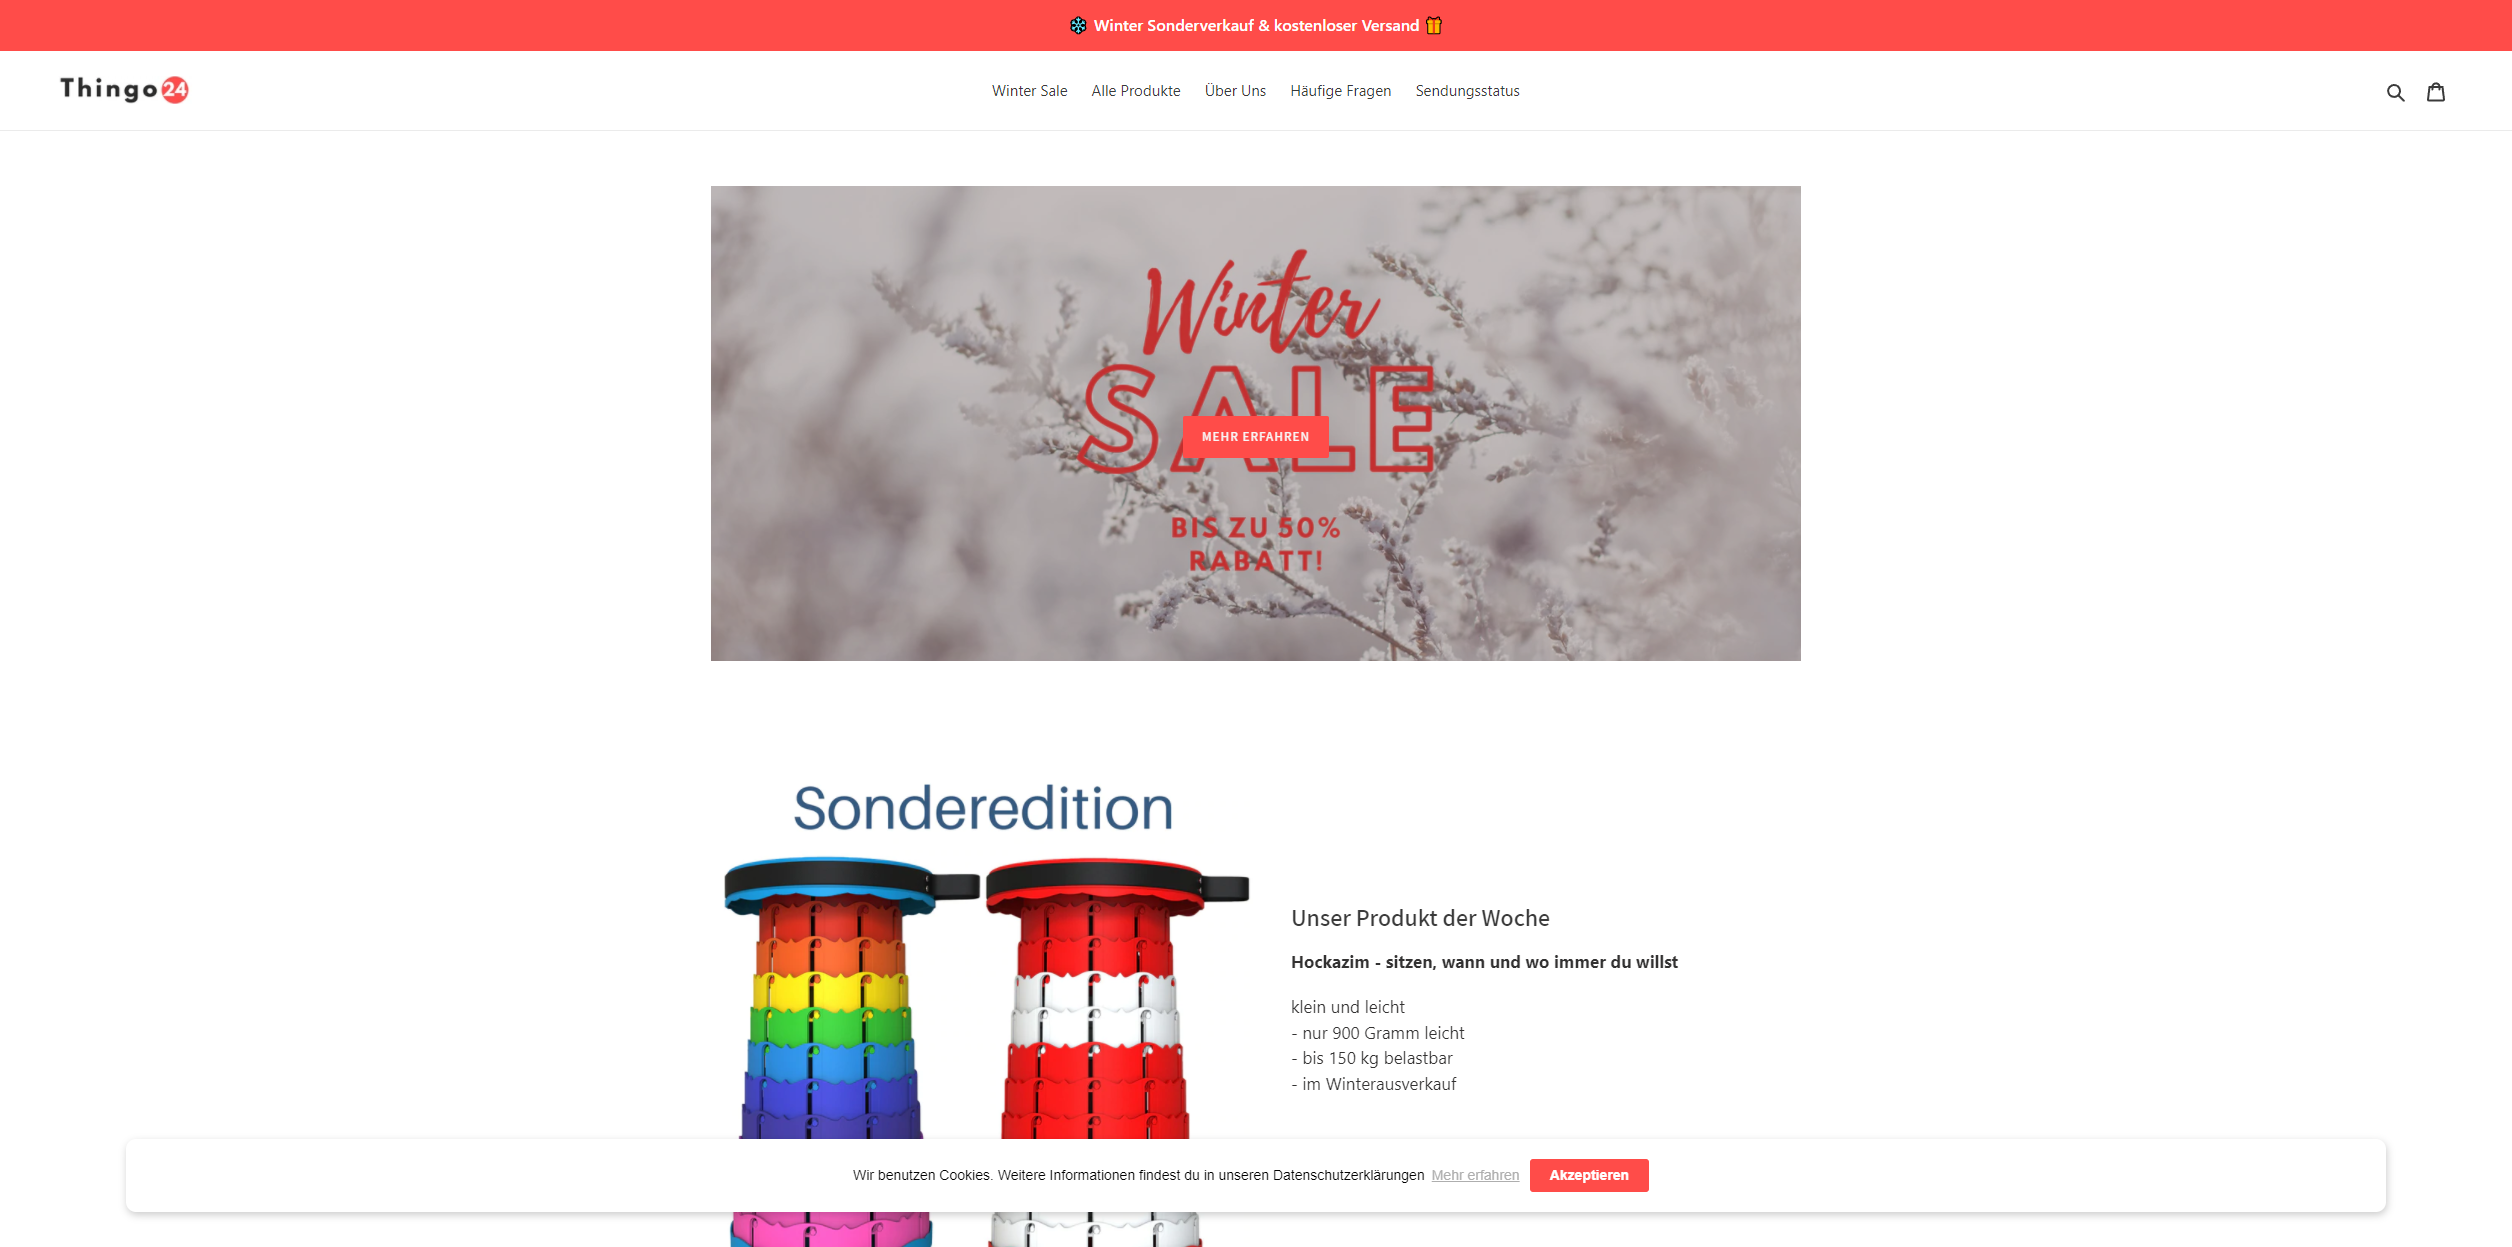 ❄️ Winter Sonderverkauf & kostenloser Versand 🎁
Thingo24
Winter Sale
Alle Produkte
Über Uns
Häufige Fragen
Sendungsstatus
Winter
SALE
MEHR ERFAHREN
BIS ZU 50%
RABATT!
Sonderedition
Unser Produkt der Woche
Hockazim - sitzen, wann und wo immer du willst
klein und leicht
- nur 900 Gramm leicht
- bis 150 kg belastbar
- im Winterausverkauf
Wir benutzen Cookies. Weitere Informationen findest du in unseren Datenschutzerklärungen Mehr erfahren
Akzeptieren